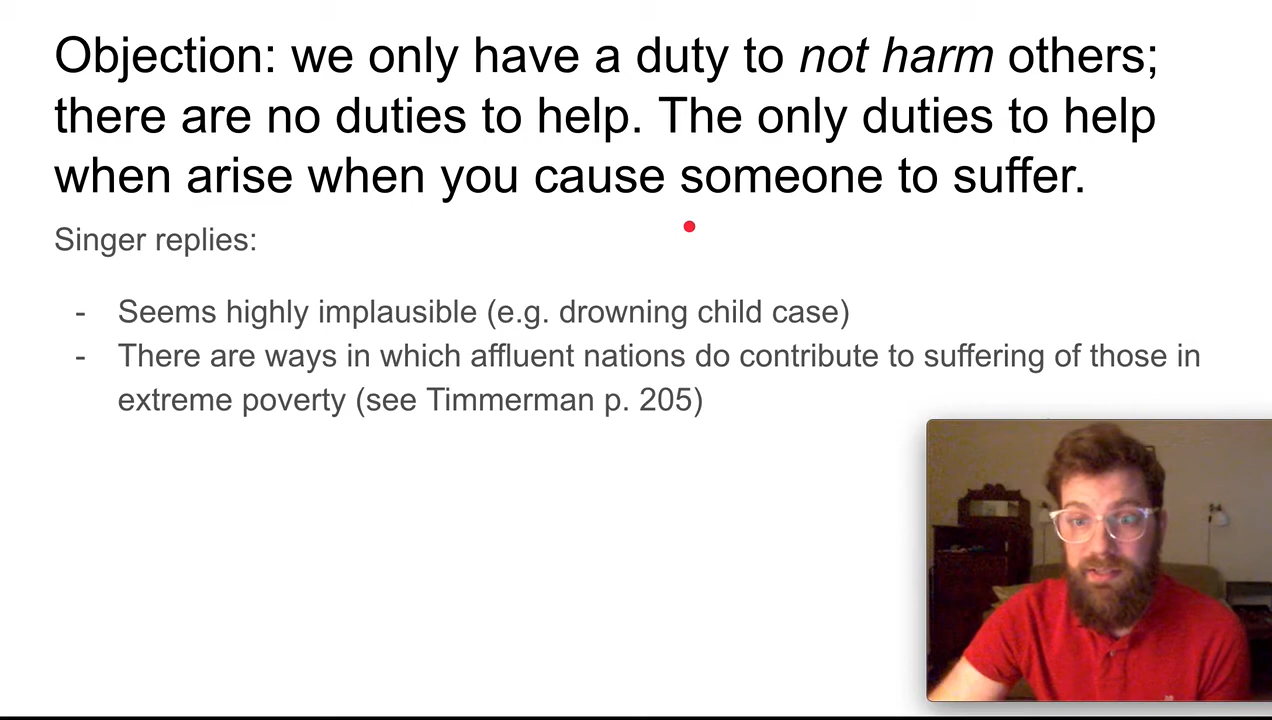 Objection: we only have a duty to not harm others;
there are no duties to help. The only duties to help
when arise when you cause someone to suffer.
Singer replies:
- Seems highly implausible (e.g. drowning child case)
- There are ways in which affluent nations do contribute to suffering of those in
extreme poverty (see Timmerman p. 205)